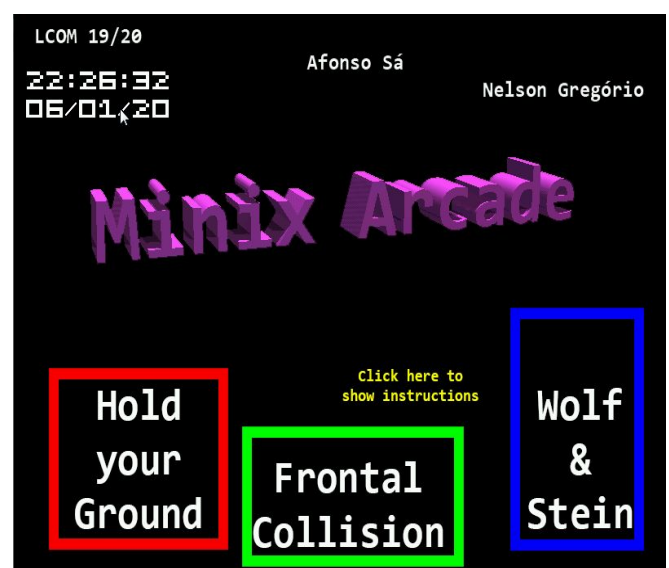 LCOM 19/20
Afonso Sá
22:26:32
06/01/20
Nelson Gregório
Minix Arcade
Click here to
show instructions
Hold
your
Ground
Frontal
Collision
Wolf
&
Stein